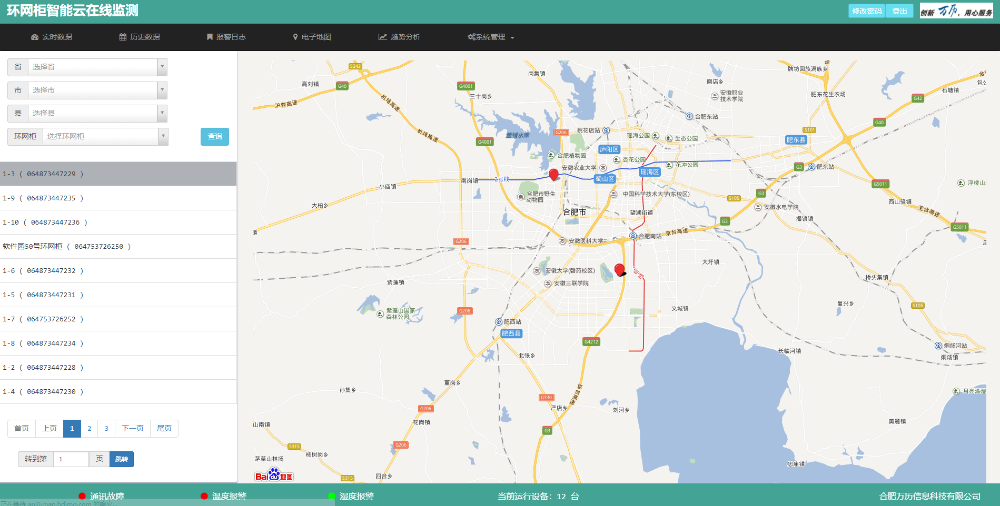 环网柜智能云在线监测
修改密码 登出
创新 万历，用心服务
实时数据 历史数据 报警日志 电子地图 趋势分析 系统管理
省 选择省
市 选择市
县 选择县
环网柜 选择环网柜 查询
1-3 ( 064873447229 )
1-9 ( 064873447235 )
1-10 ( 064873447236 )
软件园50号环网柜 ( 064753726250 )
1-6 ( 064873447232 )
1-5 ( 064873447231 )
1-7 ( 064753726252 )
1-8 ( 064873447234 )
1-2 ( 064873447228 )
1-4 ( 064873447230 )
首页 上页 1 2 3 下一页 尾页
转到第 1 页 跳转
S242
高刘镇
G40
G4001
岗集镇
三十岗乡
沪蓉高速
机场高速
机场高速
G4001
董铺水库
G206
桃花店站
磨店乡
安徽职业
技术学院
牌坊回族满族乡
速
肥东花生农场
石塘镇
G42
G40
合肥东站
S101
肥东县
瑶海公园
生态公园
庐阳区
合肥植物园
杏花公园
安徽农业大学
花冲公园
瑶海区
蜀山区
G3
肥东站
南岗镇
2号线
小庙镇
合肥市野生
动物园
中国科学技术大学(东校区)
S105
G3
G5011
浮槎山
西山驿镇
芜合高速
大柏乡
合肥市
望湖街道
安徽水电学院
撮镇镇
G3
G5011
镇
京台高速
合肥南站
G206
安徽医科大学
大圩镇
安徽大学(磬苑校区)
安徽三联学院
桥头集镇
紫蓬镇
紫蓬山国家
森林公园
G206
义城镇
复兴乡
S105
肥西站
肥西县
G4212
北张乡
长临河镇
烔炀河站
烔炀镇
董岗乡
孙集乡
京台高速
G330
严店乡
刘河乡
月亮湾湿
G206
山南镇
花岗镇
G3
黄麓镇
G206
S315
柿树岗乡
茅草山林场
忠庙镇
四合乡
S315
Bai du 地图
通讯故障 温度报警 湿度报警 当前运行设备：12 台 合肥万历信息科技有限公司
正在等待 api0.map.bdimg.com 的响应...